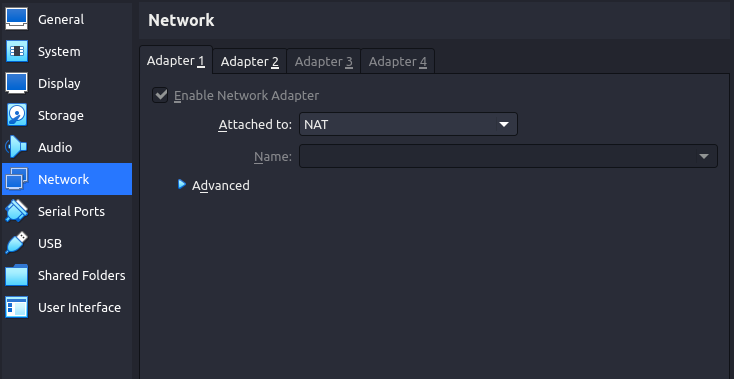 General
System
Display
Storage
Audio
Network
Serial Ports
USB
Shared Folders
User Interface
Network
Adapter 1 Adapter 2 Adapter 3 Adapter 4
Enable Network Adapter
Attached to: NAT
Name:
Advanced